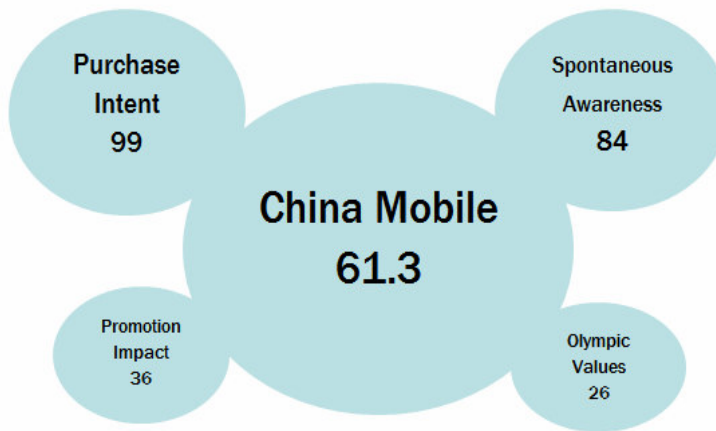 Purchase
Intent
99
Spontaneous
Awareness
84
China Mobile
61.3
Promotion
Impact
36
Olympic
Values
26